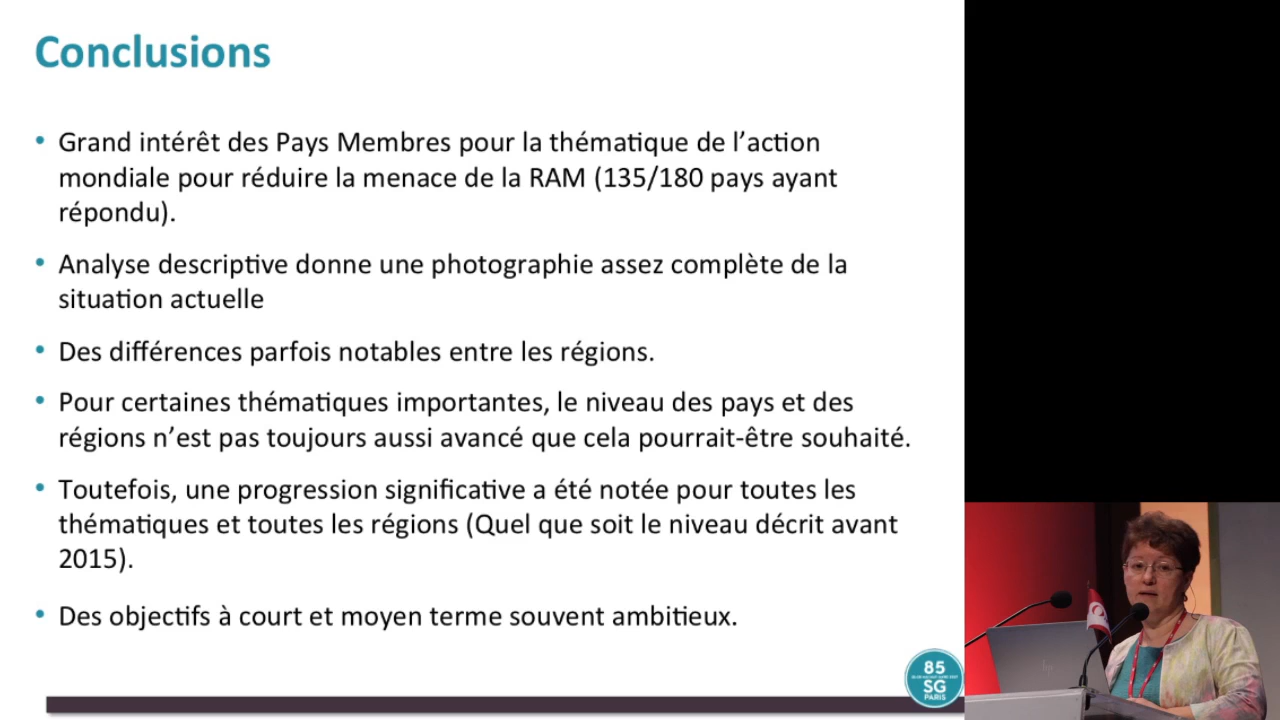 Conclusions
• Grand intérêt des Pays Membres pour la thématique de l’action
mondiale pour réduire la menace de la RAM (135/180 pays ayant
répondu).
• Analyse descriptive donne une photographie assez complète de la
situation actuelle
• Des différences parfois notables entre les régions.
• Pour certaines thématiques importantes, le niveau des pays et des
régions n’est pas toujours aussi avancé que cela pourrait-être souhaité.
• Toutefois, une progression significative a été notée pour toutes les
thématiques et toutes les régions (Quel que soit le niveau décrit avant
2015).
• Des objectifs à court et moyen terme souvent ambitieux.
85
SG
PARIS
hp